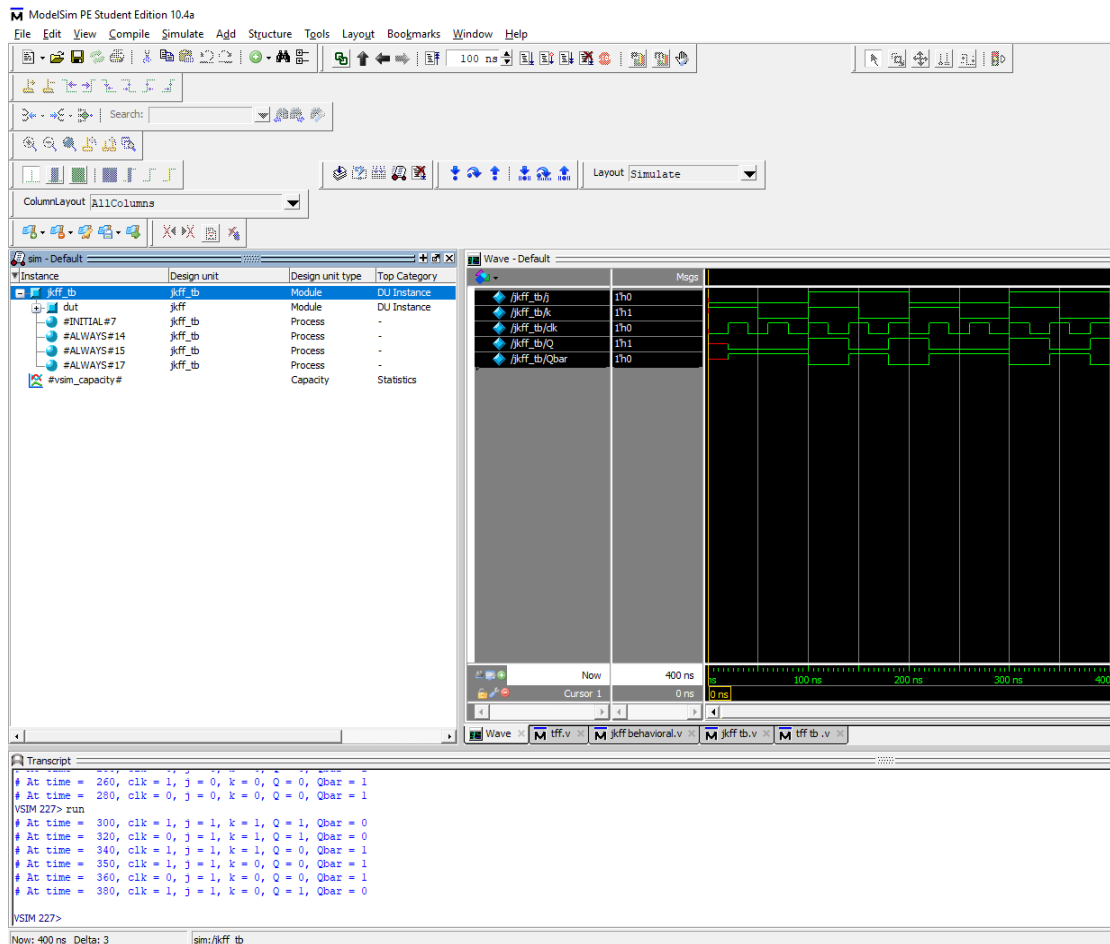 ModelSim PE Student Edition 10.4a
File Edit View Compile Simulate Add Structure Tools Layout Bookmarks Window Help
100 ns
Search:
Layout Simulate
ColumnLayout AllColumns
sim - Default
Instance Design unit Design unit type Top Category
jkff_tb jkff_tb Module DU Instance
dut jkff Module DU Instance
#INITIAL#7 jkff_tb Process -
#ALWAYS#14 jkff_tb Process -
#ALWAYS#15 jkff_tb Process -
#ALWAYS#17 jkff_tb Process -
#vsim_capacity# Capacity Statistics
Wave - Default
Msgs
/jkff_tb/j 1'h0
/jkff_tb/k 1'h1
/jkff_tb/clk 1'h0
/jkff_tb/Q 1'h1
/jkff_tb/Qbar 1'h0
Now 400 ns
ns 100 ns 200 ns 300 ns 400
Cursor 1 0 ns 0 ns
Wave tff.v jkff behavioral.v jkff tb.v tff tb .v
Transcript
# At time = 260, clk = 1, j = 0, k = 0, Q = 0, Qbar = 1
# At time = 280, clk = 0, j = 0, k = 0, Q = 0, Qbar = 1
VSIM 227> run
# At time = 300, clk = 1, j = 1, k = 1, Q = 1, Qbar = 0
# At time = 320, clk = 0, j = 1, k = 1, Q = 1, Qbar = 0
# At time = 340, clk = 1, j = 1, k = 1, Q = 0, Qbar = 1
# At time = 350, clk = 1, j = 1, k = 0, Q = 0, Qbar = 1
# At time = 360, clk = 0, j = 1, k = 0, Q = 0, Qbar = 1
# At time = 380, clk = 1, j = 1, k = 0, Q = 1, Qbar = 0
VSIM 227>
Now: 400 ns Delta: 3 sim:/jkff_tb